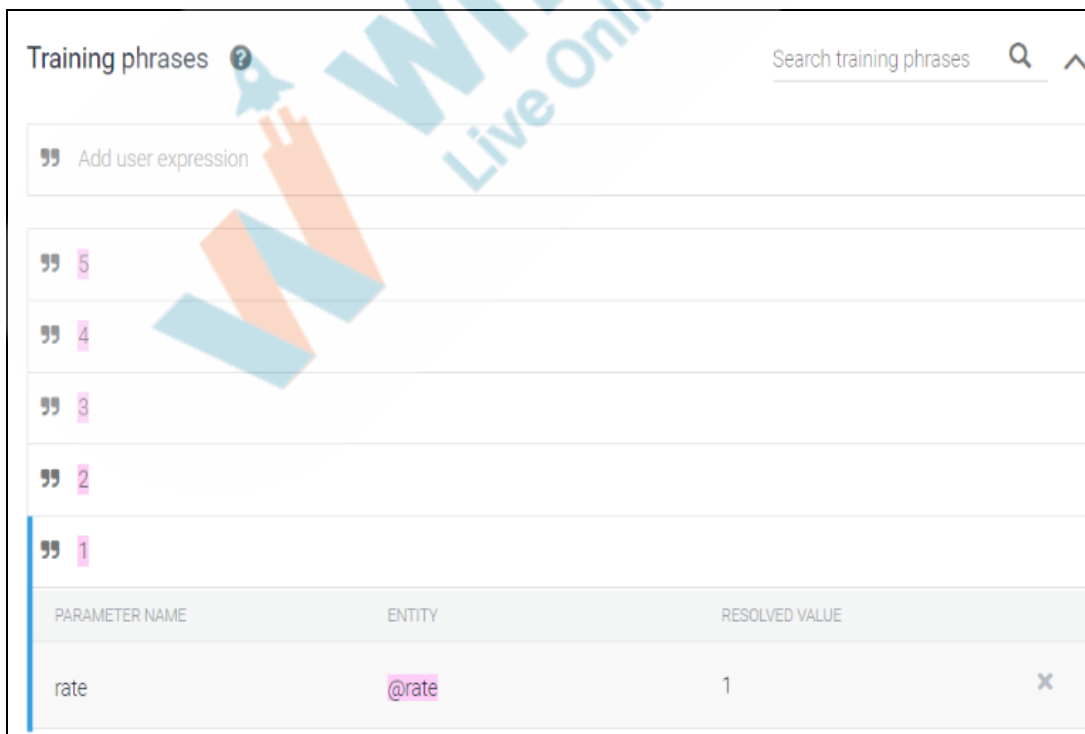 Training phrases ?
Search training phrases
Add user expression
5
4
3
2
1
PARAMETER NAME ENTITY RESOLVED VALUE
rate @rate 1
Live